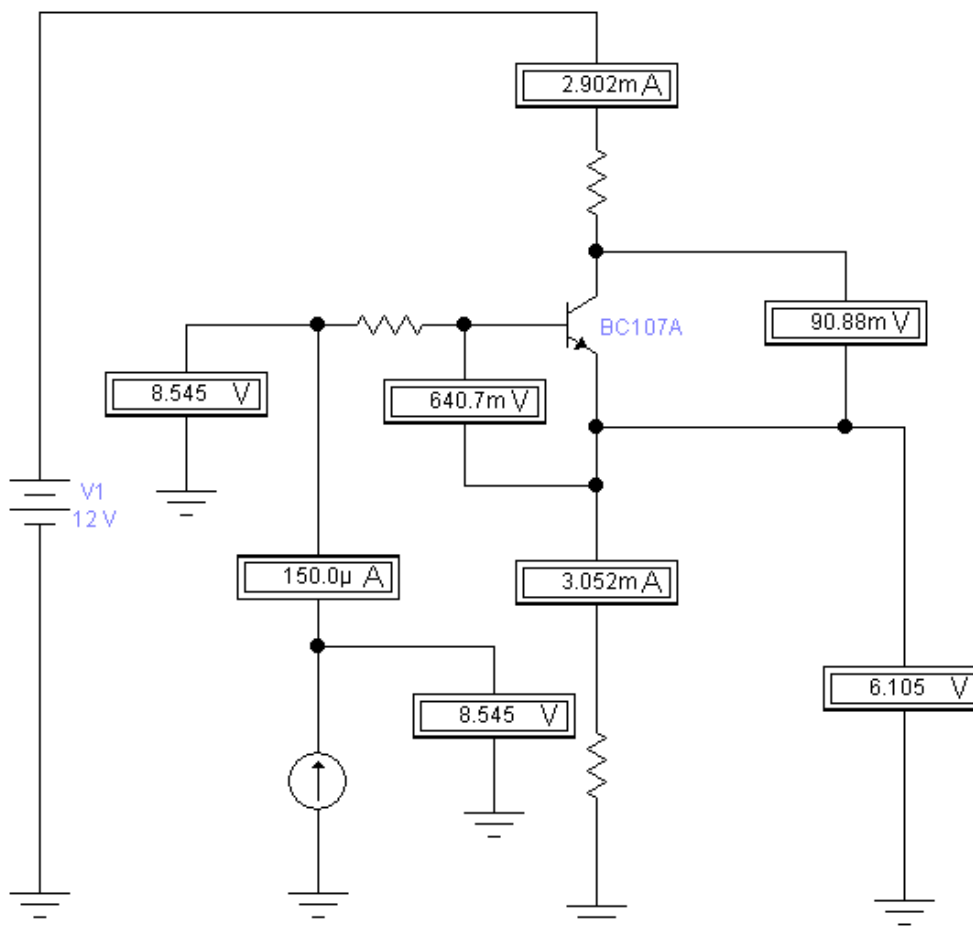 2.902m A
BC107A
90.88m V
8.545 V
640.7m V
V1
12 V
150.0µ A
3.052m A
8.545 V
6.105 V